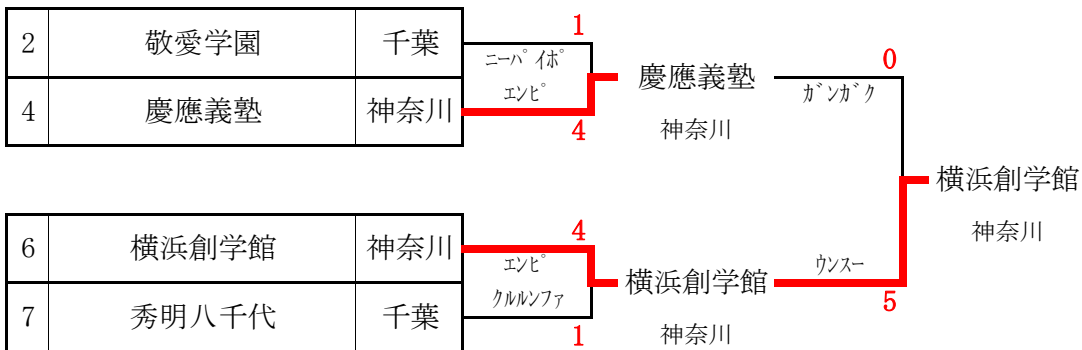 2 敬愛学園 千葉
4 慶應義塾 神奈川
1
ニーパイポ
エンピ
4
慶應義塾
神奈川
0
ガンガク
横浜創学館
神奈川
6 横浜創学館 神奈川
7 秀明八千代 千葉
4
エンピ
クルルンファ
1
横浜創学館
神奈川
ウンスー
5